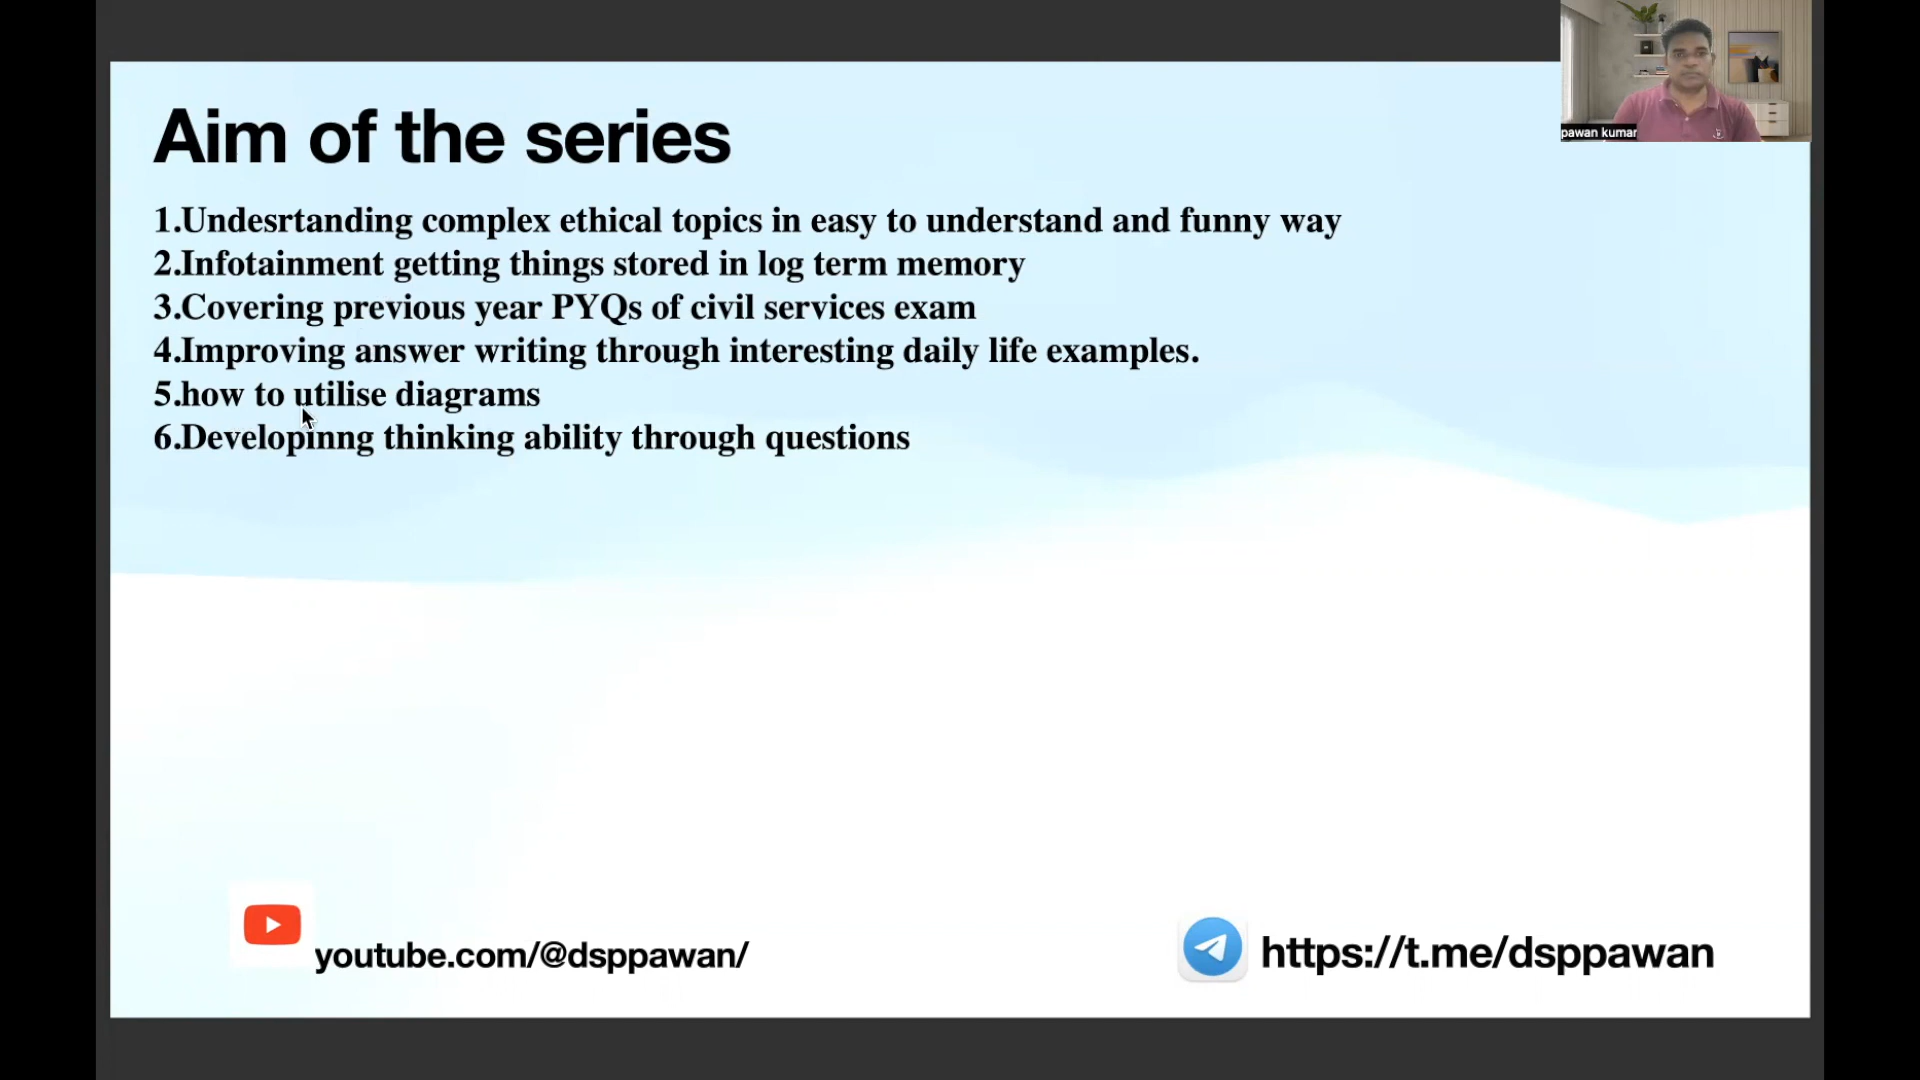 Aim of the series
1.Undesrtanding complex ethical topics in easy to understand and funny way
2.Infotainment getting things stored in log term memory
3.Covering previous year PYQs of civil services exam
4.Improving answer writing through interesting daily life examples.
5.how to utilise diagrams
6.Developinng thinking ability through questions
pawan kumar
youtube.com/@dsppawan/
https://t.me/dsppawan